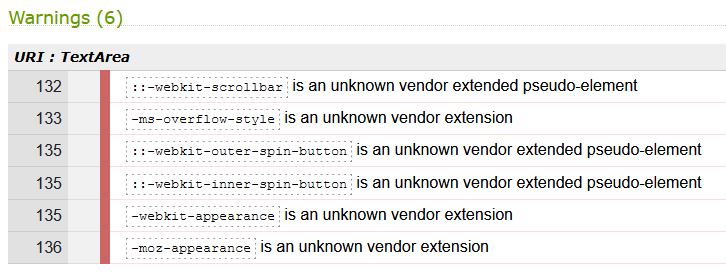 Warnings (6)
URI : TextArea
132 ::-webkit-scrollbar is an unknown vendor extended pseudo-element
133 -ms-overflow-style is an unknown vendor extension
135 ::-webkit-outer-spin-button is an unknown vendor extended pseudo-element
135 ::-webkit-inner-spin-button is an unknown vendor extended pseudo-element
135 -webkit-appearance is an unknown vendor extension
136 -moz-appearance is an unknown vendor extension